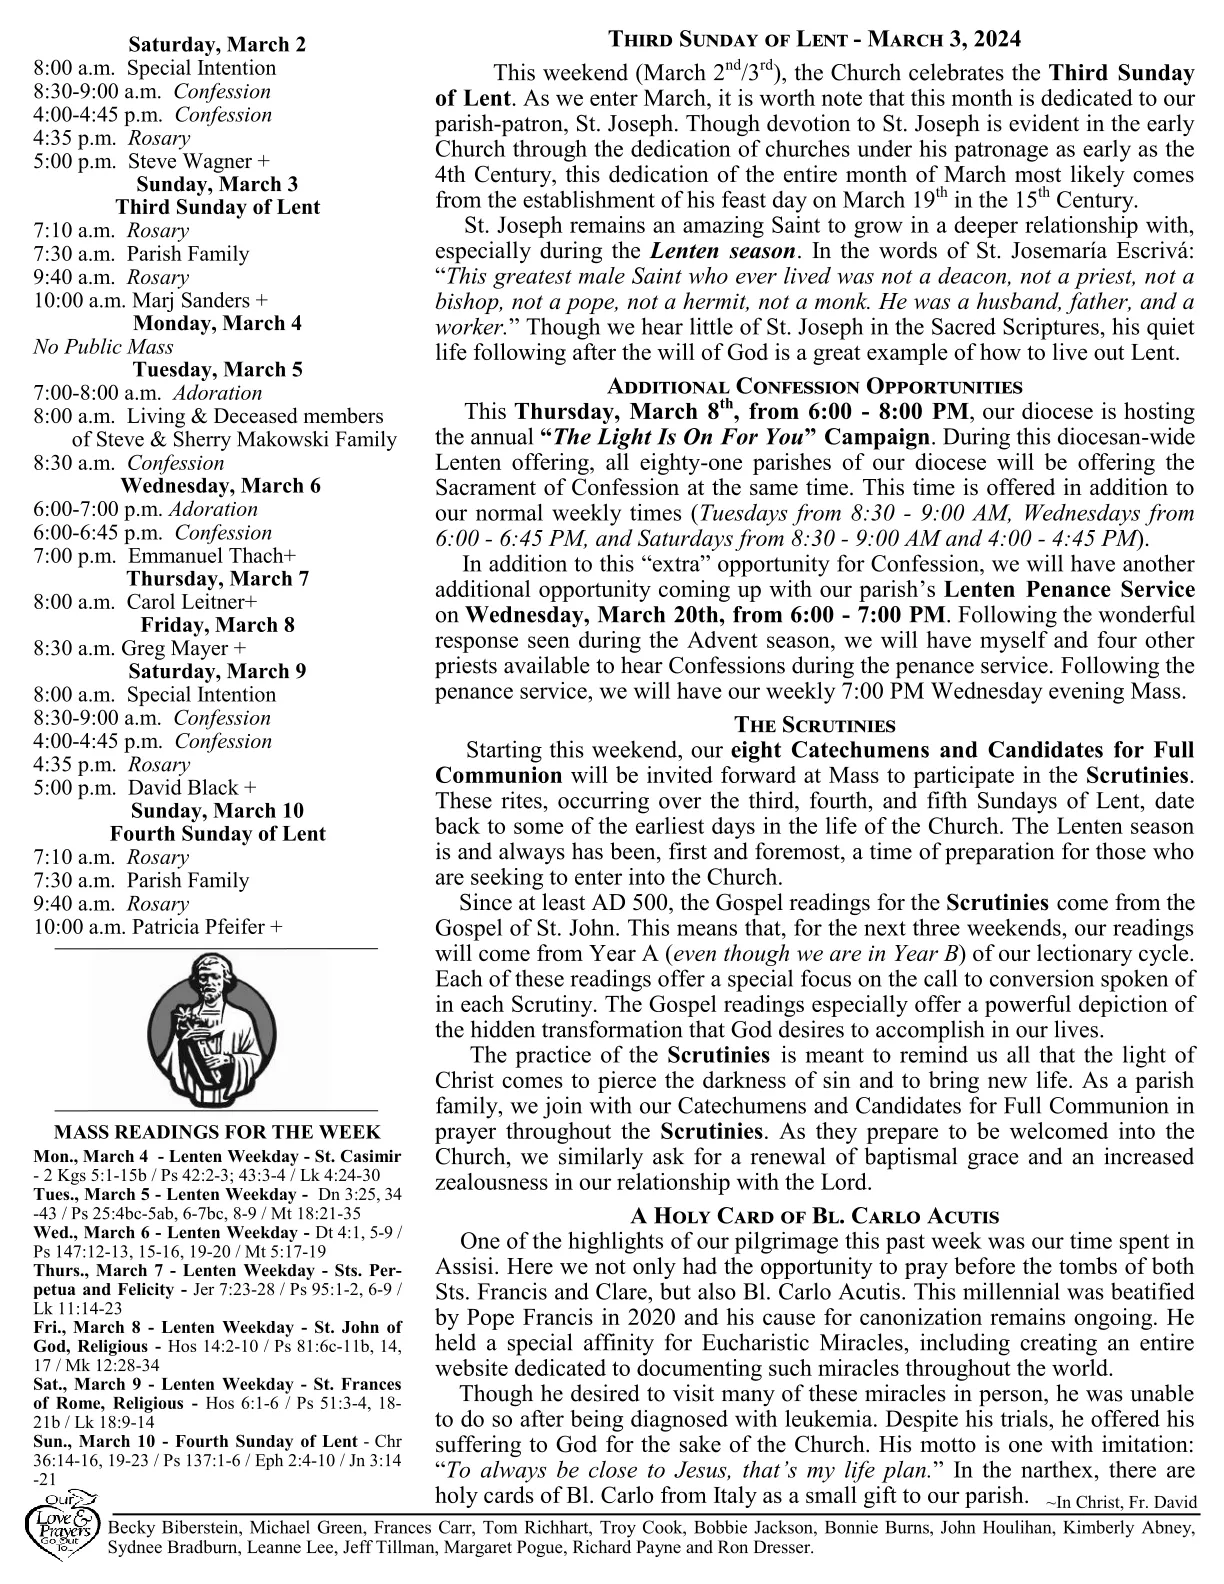 Saturday, March 2
8:00 a.m. Special Intention
8:30-9:00 a.m. Confession
4:00-4:45 p.m. Confession
4:35 p.m. Rosary
5:00 p.m. Steve Wagner +
Sunday, March 3
Third Sunday of Lent
7:10 a.m. Rosary
7:30 a.m. Parish Family
9:40 a.m. Rosary
10:00 a.m. Marj Sanders +
Monday, March 4
No Public Mass
Tuesday, March 5
7:00-8:00 a.m. Adoration
8:00 a.m. Living & Deceased members
of Steve & Sherry Makowski Family
8:30 a.m. Confession
Wednesday, March 6
6:00-7:00 p.m. Adoration
6:00-6:45 p.m. Confession
7:00 p.m. Emmanuel Thach+
Thursday, March 7
8:00 a.m. Carol Leitner+
Friday, March 8
8:30 a.m. Greg Mayer +
Saturday, March 9
8:00 a.m. Special Intention
8:30-9:00 a.m. Confession
4:00-4:45 p.m. Confession
4:35 p.m. Rosary
5:00 p.m. David Black +
Sunday, March 10
Fourth Sunday of Lent
7:10 a.m. Rosary
7:30 a.m. Parish Family
9:40 a.m. Rosary
10:00 a.m. Patricia Pfeifer +
MASS READINGS FOR THE WEEK
Mon., March 4 - Lenten Weekday - St. Casimir
- 2 Kgs 5:1-15b / Ps 42:2-3; 43:3-4 / Lk 4:24-30
Tues., March 5 - Lenten Weekday - Dn 3:25, 34
-43 / Ps 25:4bc-5ab, 6-7bc, 8-9 / Mt 18:21-35
Wed., March 6 - Lenten Weekday - Dt 4:1, 5-9 /
Ps 147:12-13, 15-16, 19-20 / Mt 5:17-19
Thurs., March 7 - Lenten Weekday - Sts. Per-
petua and Felicity - Jer 7:23-28 / Ps 95:1-2, 6-9 /
Lk 11:14-23
Fri., March 8 - Lenten Weekday - St. John of
God, Religious - Hos 14:2-10 / Ps 81:6c-11b, 14,
17 / Mk 12:28-34
Sat., March 9 - Lenten Weekday - St. Frances
of Rome, Religious - Hos 6:1-6 / Ps 51:3-4, 18-
21b / Lk 18:9-14
Sun., March 10 - Fourth Sunday of Lent - Chr
36:14-16, 19-23 / Ps 137:1-6 / Eph 2:4-10 / Jn 3:14
-21
Third Sunday of Lent - March 3, 2024
This weekend (March 2nd/3rd), the Church celebrates the Third Sunday
of Lent. As we enter March, it is worth note that this month is dedicated to our
parish-patron, St. Joseph. Though devotion to St. Joseph is evident in the early
Church through the dedication of churches under his patronage as early as the
4th Century, this dedication of the entire month of March most likely comes
from the establishment of his feast day on March 19th in the 15th Century.
St. Joseph remains an amazing Saint to grow in a deeper relationship with,
especially during the Lenten season. In the words of St. Josemaría Escrivá:
“This greatest male Saint who ever lived was not a deacon, not a priest, not a
bishop, not a pope, not a hermit, not a monk. He was a husband, father, and a
worker.” Though we hear little of St. Joseph in the Sacred Scriptures, his quiet
life following after the will of God is a great example of how to live out Lent.
Additional Confession Opportunities
This Thursday, March 8th, from 6:00 - 8:00 PM, our diocese is hosting
the annual “The Light Is On For You” Campaign. During this diocesan-wide
Lenten offering, all eighty-one parishes of our diocese will be offering the
Sacrament of Confession at the same time. This time is offered in addition to
our normal weekly times (Tuesdays from 8:30 - 9:00 AM, Wednesdays from
6:00 - 6:45 PM, and Saturdays from 8:30 - 9:00 AM and 4:00 - 4:45 PM).
In addition to this “extra” opportunity for Confession, we will have another
additional opportunity coming up with our parish’s Lenten Penance Service
on Wednesday, March 20th, from 6:00 - 7:00 PM. Following the wonderful
response seen during the Advent season, we will have myself and four other
priests available to hear Confessions during the penance service. Following the
penance service, we will have our weekly 7:00 PM Wednesday evening Mass.
The Scrutinies
Starting this weekend, our eight Catechumens and Candidates for Full
Communion will be invited forward at Mass to participate in the Scrutinies.
These rites, occurring over the third, fourth, and fifth Sundays of Lent, date
back to some of the earliest days in the life of the Church. The Lenten season
is and always has been, first and foremost, a time of preparation for those who
are seeking to enter into the Church.
Since at least AD 500, the Gospel readings for the Scrutinies come from the
Gospel of St. John. This means that, for the next three weekends, our readings
will come from Year A (even though we are in Year B) of our lectionary cycle.
Each of these readings offer a special focus on the call to conversion spoken of
in each Scrutiny. The Gospel readings especially offer a powerful depiction of
the hidden transformation that God desires to accomplish in our lives.
The practice of the Scrutinies is meant to remind us all that the light of
Christ comes to pierce the darkness of sin and to bring new life. As a parish
family, we join with our Catechumens and Candidates for Full Communion in
prayer throughout the Scrutinies. As they prepare to be welcomed into the
Church, we similarly ask for a renewal of baptismal grace and an increased
zealousness in our relationship with the Lord.
A Holy Card of Bl. Carlo Acutis
One of the highlights of our pilgrimage this past week was our time spent in
Assisi. Here we not only had the opportunity to pray before the tombs of both
Sts. Francis and Clare, but also Bl. Carlo Acutis. This millennial was beatified
by Pope Francis in 2020 and his cause for canonization remains ongoing. He
held a special affinity for Eucharistic Miracles, including creating an entire
website dedicated to documenting such miracles throughout the world.
Though he desired to visit many of these miracles in person, he was unable
to do so after being diagnosed with leukemia. Despite his trials, he offered his
suffering to God for the sake of the Church. His motto is one with imitation:
“To always be close to Jesus, that’s my life plan.” In the narthex, there are
holy cards of Bl. Carlo from Italy as a small gift to our parish. ~In Christ, Fr. David
Our
Love &
Prayers
Go Out
To...
Becky Biberstein, Michael Green, Frances Carr, Tom Richhart, Troy Cook, Bobbie Jackson, Bonnie Burns, John Houlihan, Kimberly Abney,
Sydnee Bradburn, Leanne Lee, Jeff Tillman, Margaret Pogue, Richard Payne and Ron Dresser.